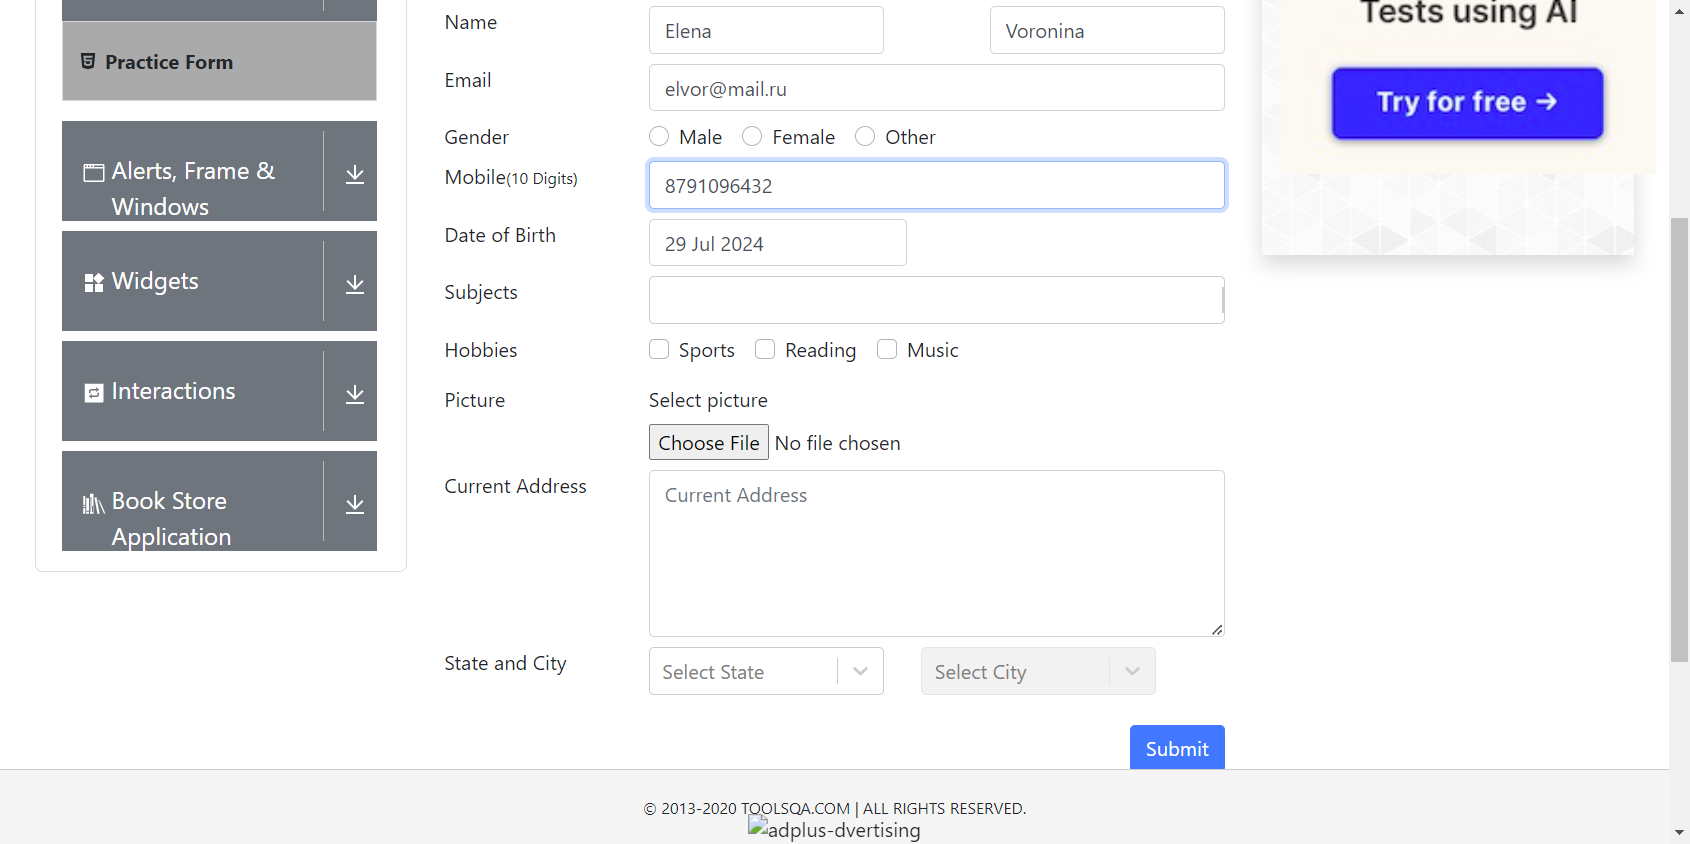 Practice Form
Alerts, Frame &
Windows
Widgets
Interactions
Book Store
Application
Name
Elena
Voronina
Email
elvor@mail.ru
Gender
Male
Female
Other
Mobile(10 Digits)
8791096432
Date of Birth
29 Jul 2024
Subjects
Hobbies
Sports
Reading
Music
Picture
Select picture
Choose File No file chosen
Current Address
Current Address
State and City
Select State
Select City
Submit
Tests using AI
Try for free →
© 2013-2020 TOOLSQA.COM | ALL RIGHTS RESERVED.
adplus-dvertising